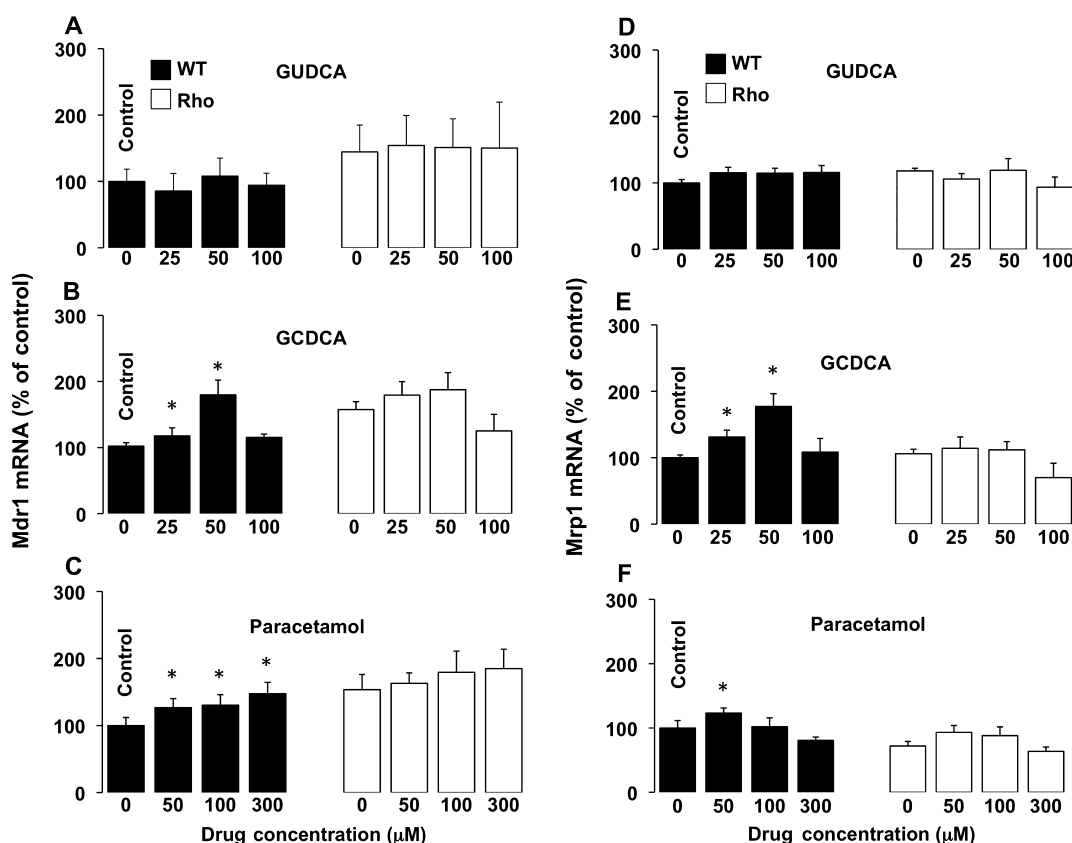 A
300
200
100
0
WT
Rho
GUDCA
Control
0 25 50 100
0 25 50 100
B
300
200
100
0
GCDCA
Control
*
*
0 25 50 100
0 25 50 100
C
300
200
100
0
Paracetamol
Control
*
*
*
0 50 100 300
0 50 100 300
Mdr1 mRNA (% of control)
Drug concentration (μM)
D
300
200
100
0
WT
Rho
GUDCA
Control
0 25 50 100
0 25 50 100
E
300
200
100
0
GCDCA
Control
*
*
0 25 50 100
0 25 50 100
F
300
200
100
0
Paracetamol
Control
*
0 50 100 300
0 50 100 300
Mrp1 mRNA (% of control)
Drug concentration (μM)